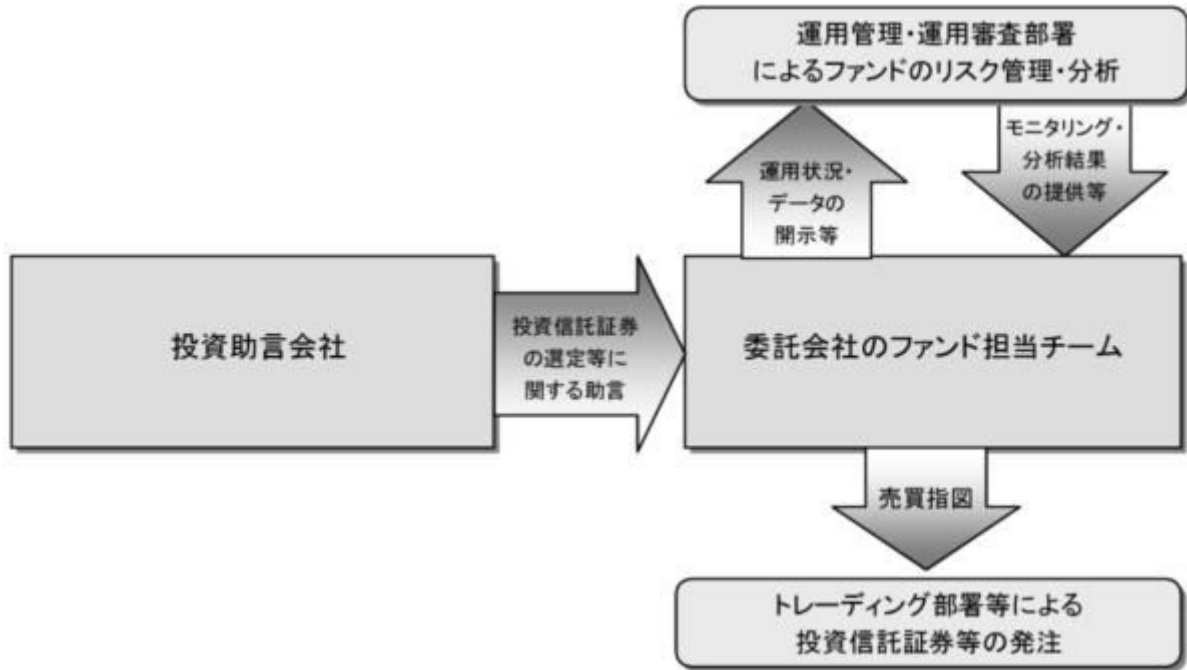 運用管理・運用審査部署
によるファンドのリスク管理・分析
運用状況・
データの
開示等
モニタリング・
分析結果
の提供等
投資助言会社
投資信託証券
の選定等に
関する助言
委託会社のファンド担当チーム
売買指図
トレーディング部署等による
投資信託証券等の発注